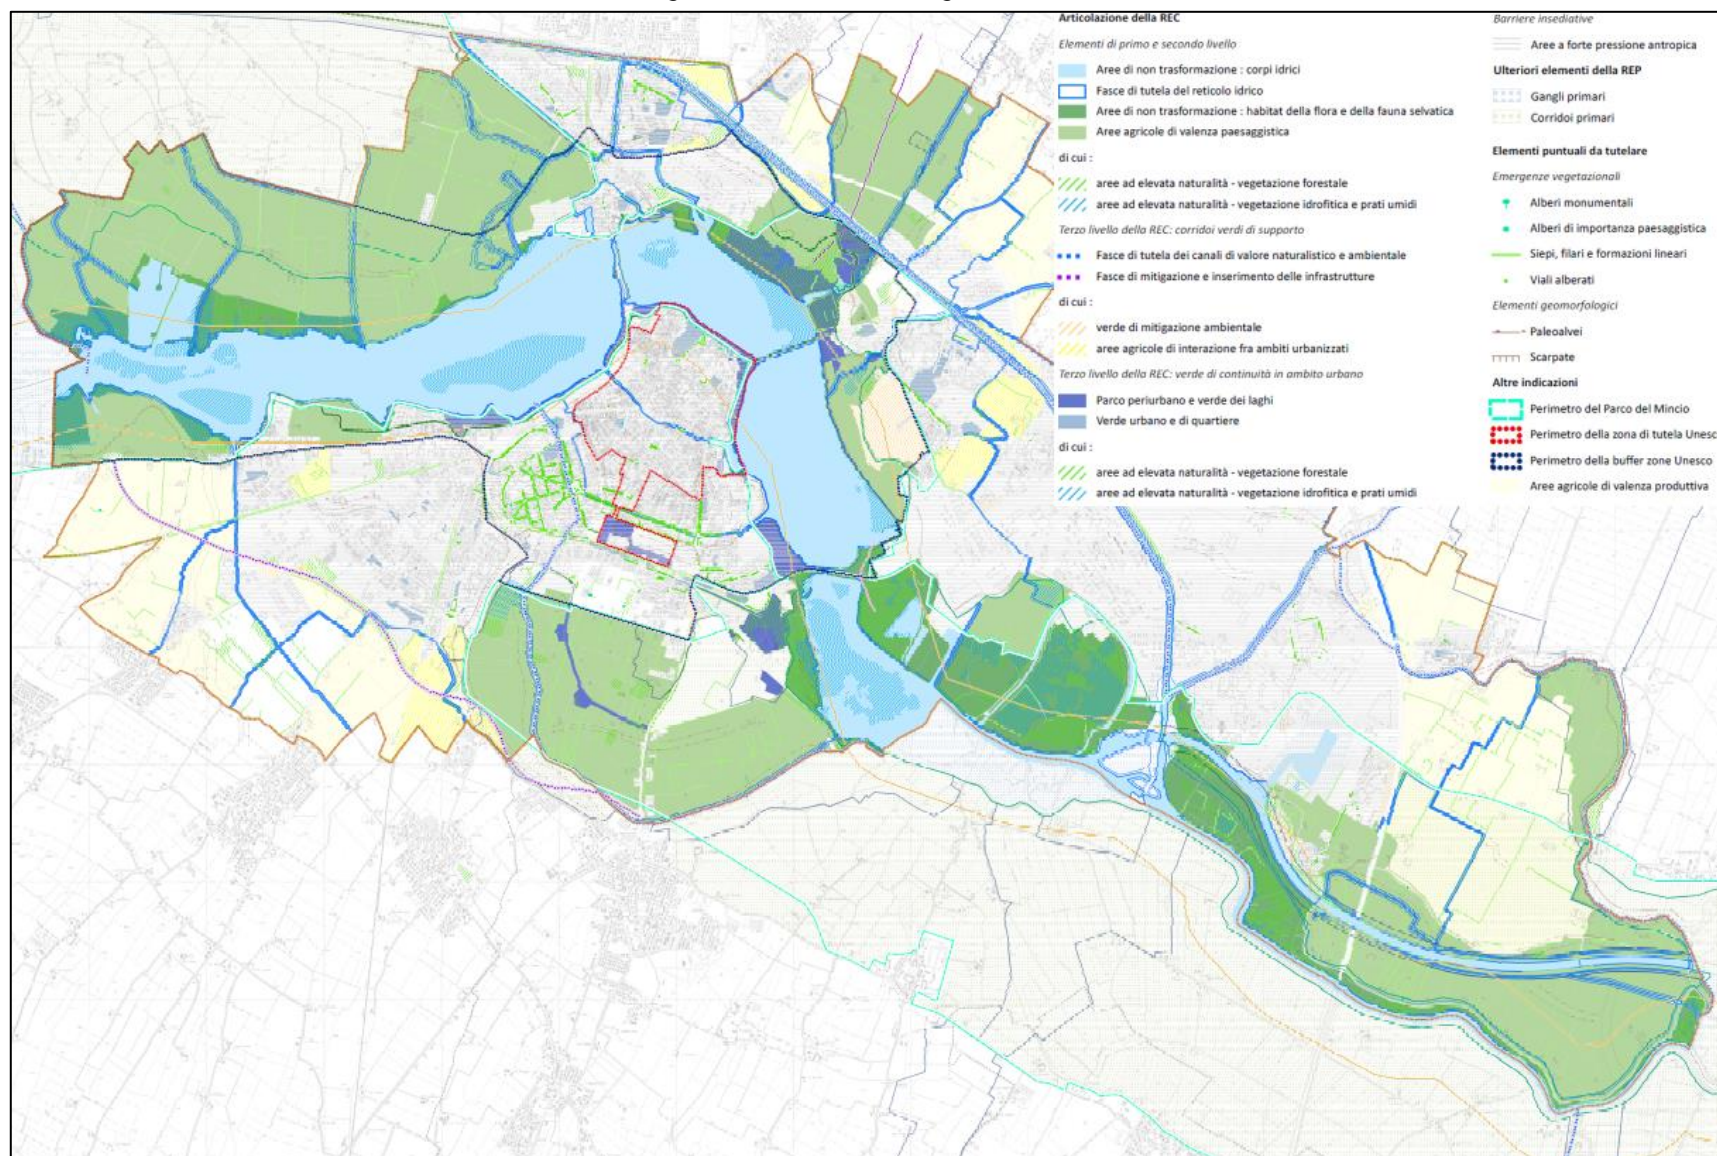 Articolazione della REC
Elementi di primo e secondo livello
Aree di non trasformazione : corpi idrici
Fasce di tutela del reticolo idrico
Aree di non trasformazione : habitat della flora e della fauna selvatica
Aree agricole di valenza paesaggistica
di cui :
aree ad elevata naturalità - vegetazione forestale
aree ad elevata naturalità - vegetazione idrofitica e prati umidi
Terzo livello della REC: corridoi verdi di supporto
Fasce di tutela dei canali di valore naturalistico e ambientale
Fasce di mitigazione e inserimento delle infrastrutture
di cui :
verde di mitigazione ambientale
aree agricole di interazione fra ambiti urbanizzati
Terzo livello della REC: verde di continuità in ambito urbano
Parco periurbano e verde dei laghi
Verde urbano e di quartiere
di cui :
aree ad elevata naturalità - vegetazione forestale
aree ad elevata naturalità - vegetazione idrofitica e prati umidi
Barriere insediative
Aree a forte pressione antropica
Ulteriori elementi della REP
Gangli primari
Corridoi primari
Elementi puntuali da tutelare
Emergenze vegetazionali
Alberi monumentali
Alberi di importanza paesaggistica
Siepi, filari e formazioni lineari
Viali alberati
Elementi geomorfologici
Paleoalvei
Scarpate
Altre indicazioni
Perimetro del Parco del Mincio
Perimetro della zona di tutela Unesc
Perimetro della buffer zone Unesco
Aree agricole di valenza produttiva